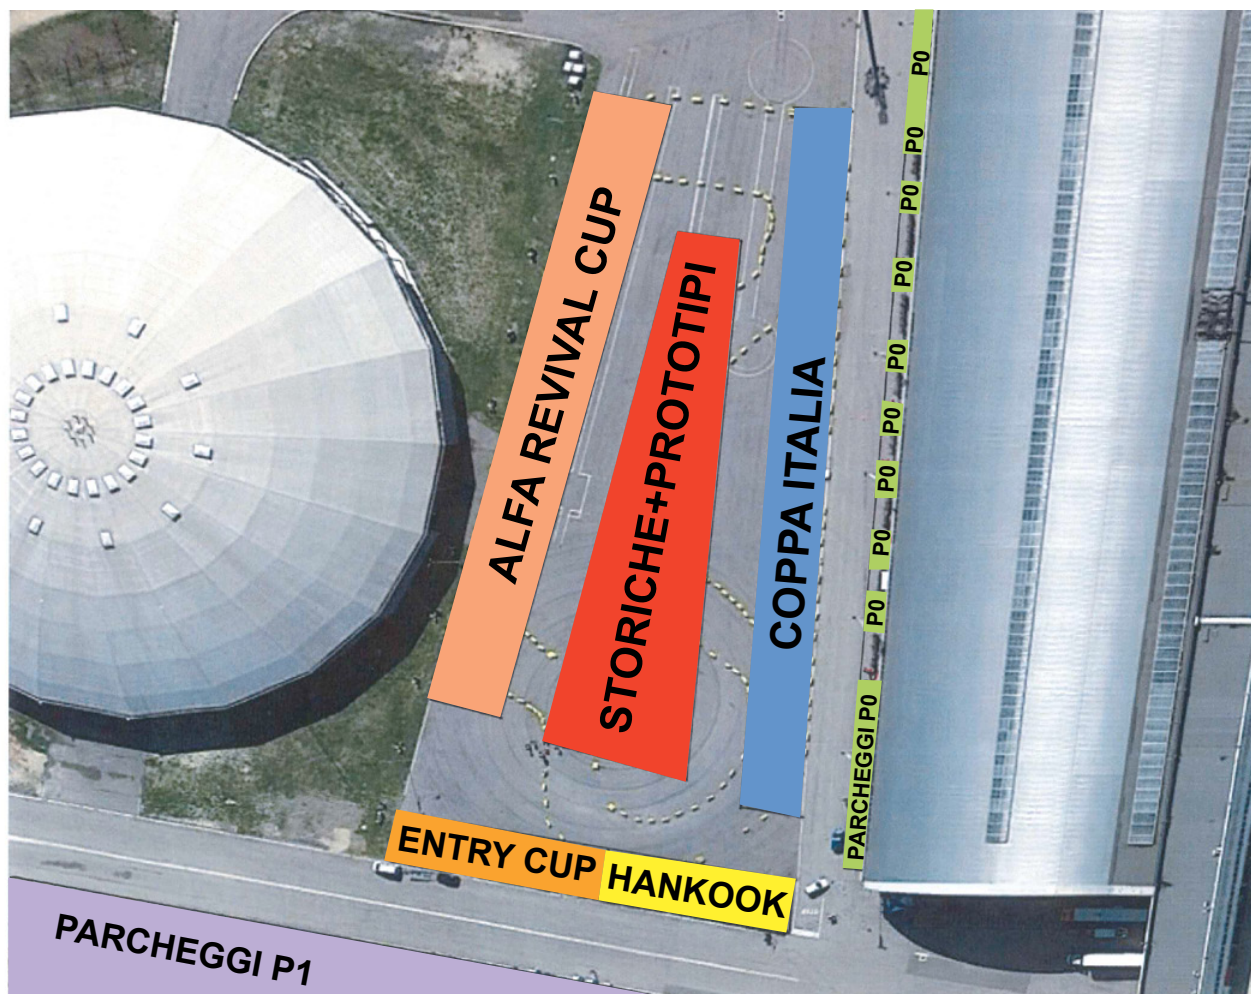 P0
P0
P0
P0
P0
P0
P0
P0
P0
PARCHEGGI P0
ALFA REVIVAL CUP
STORICHE+PROTOTIPI
COPPA ITALIA
ENTRY CUP
HANKOOK
PARCHEGGI P1